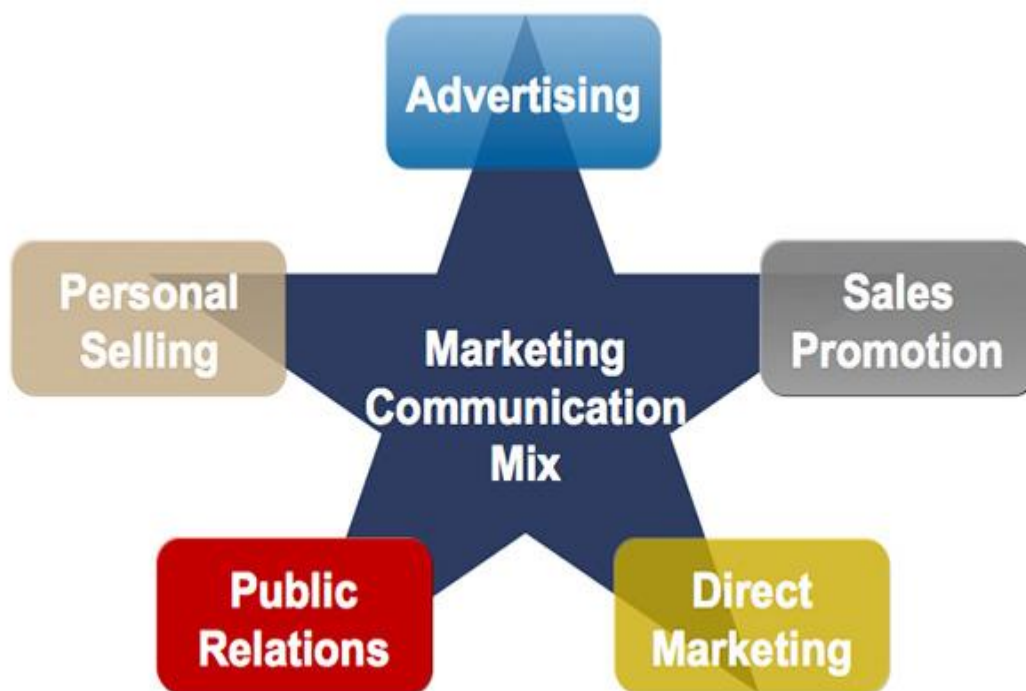 Advertising
Personal
Selling
Sales
Promotion
Marketing
Communication
Mix
Public
Relations
Direct
Marketing